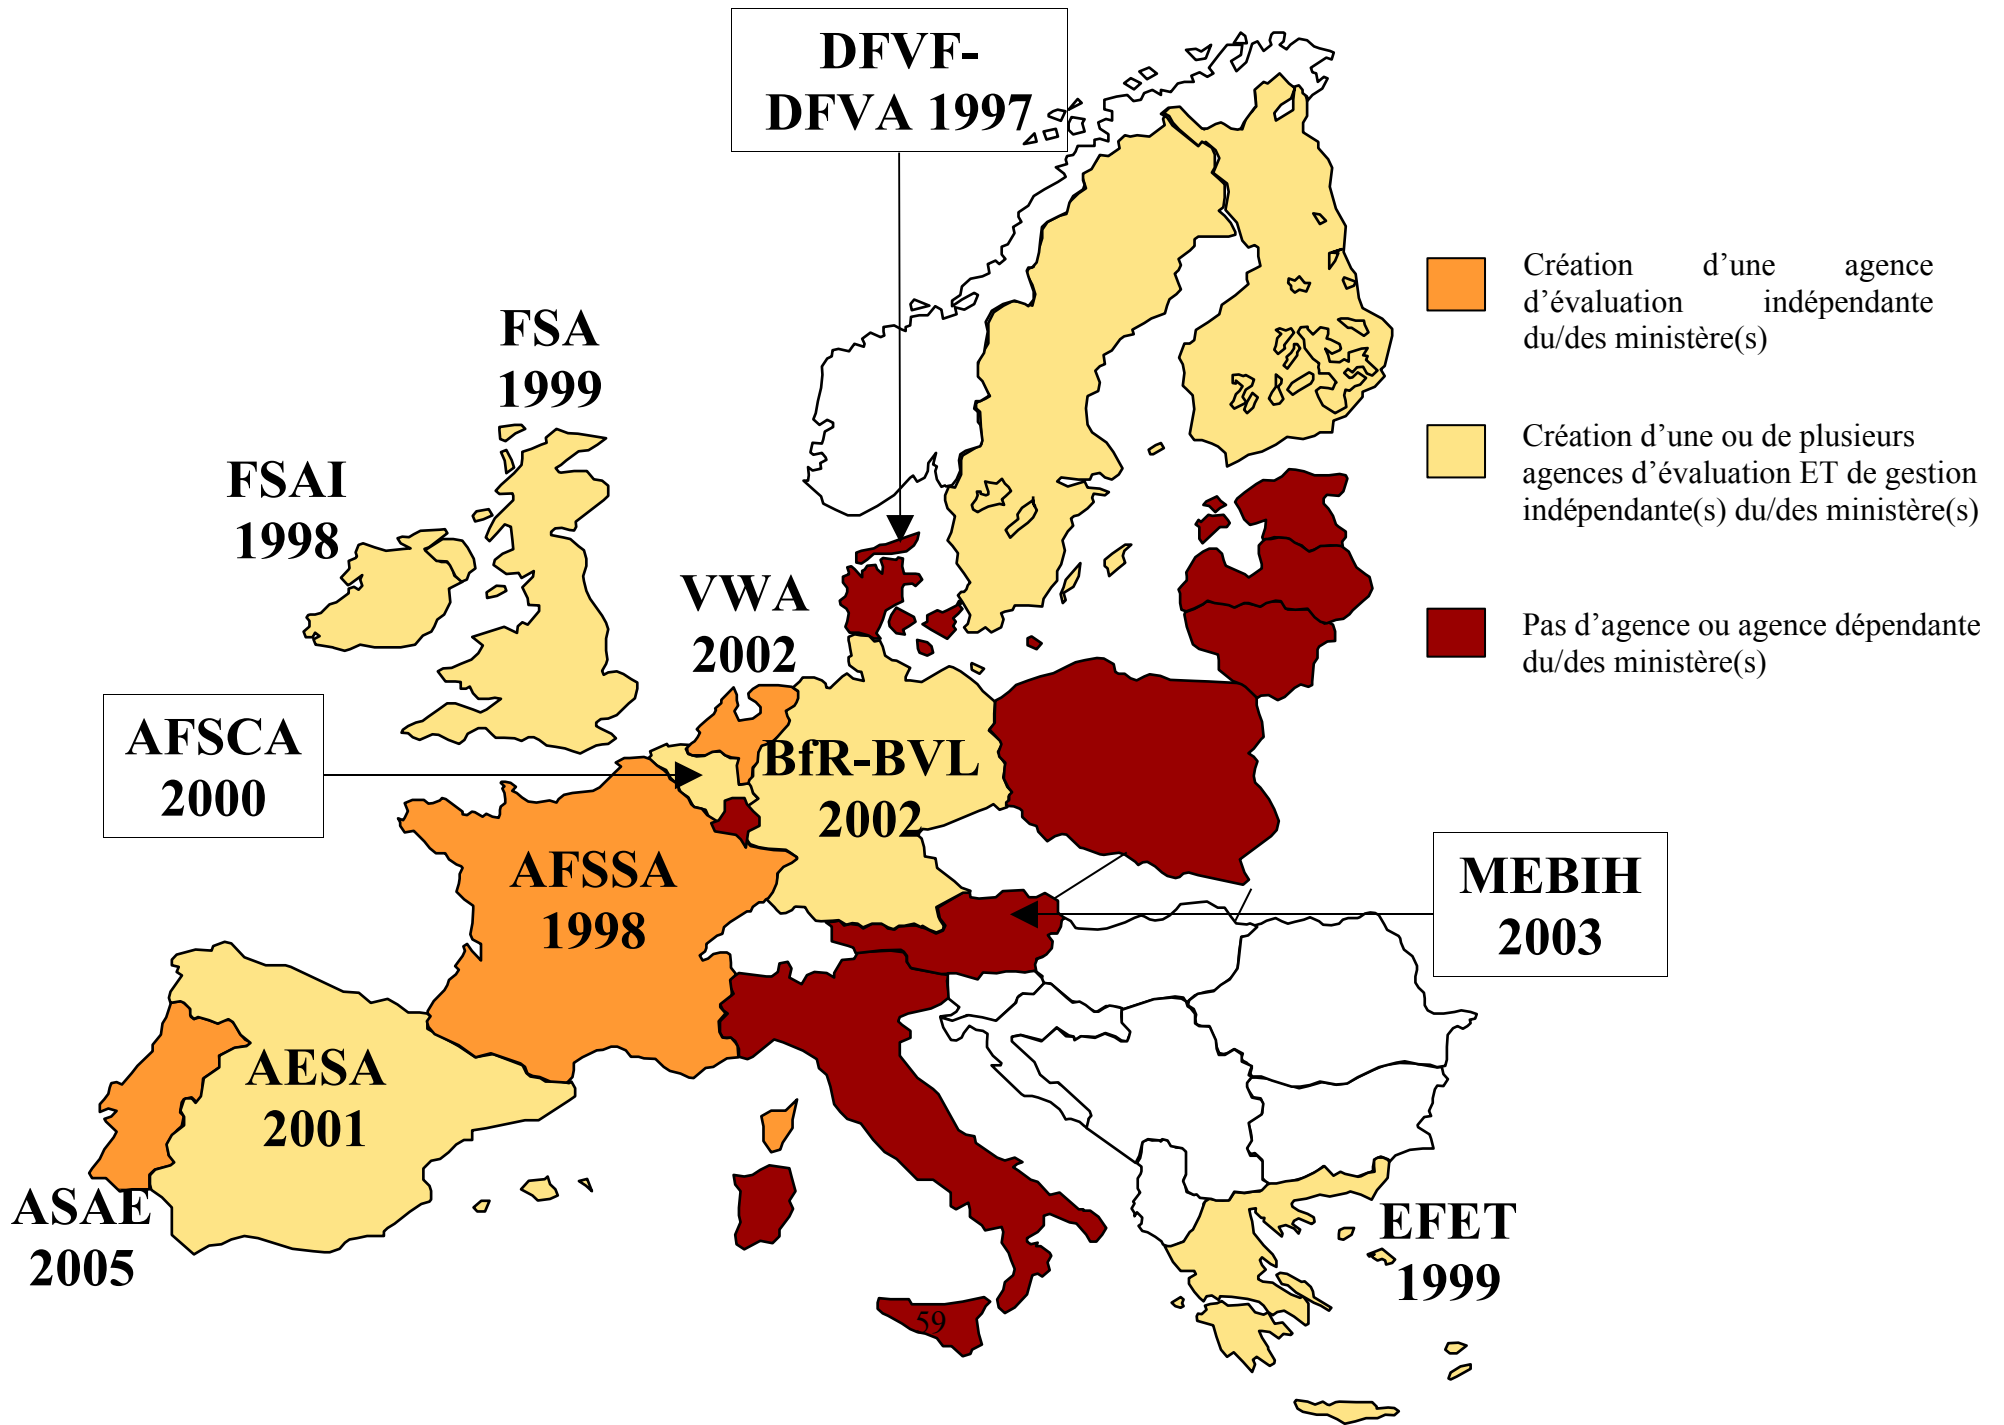 DFVF-
DFVA 1997
FSA
1999
FSAI
1998
VWA
2002
AFSCA
2000
BfR-BVL
2002
AFSSA
1998
MEBIH
2003
AESA
2001
ASAE
2005
EFET
1999
59
Création d’une agence
d’évaluation indépendante
du/des ministère(s)
Création d’une ou de plusieurs
agences d’évaluation ET de gestion
indépendante(s) du/des ministère(s)
Pas d’agence ou agence dépendante
du/des ministère(s)